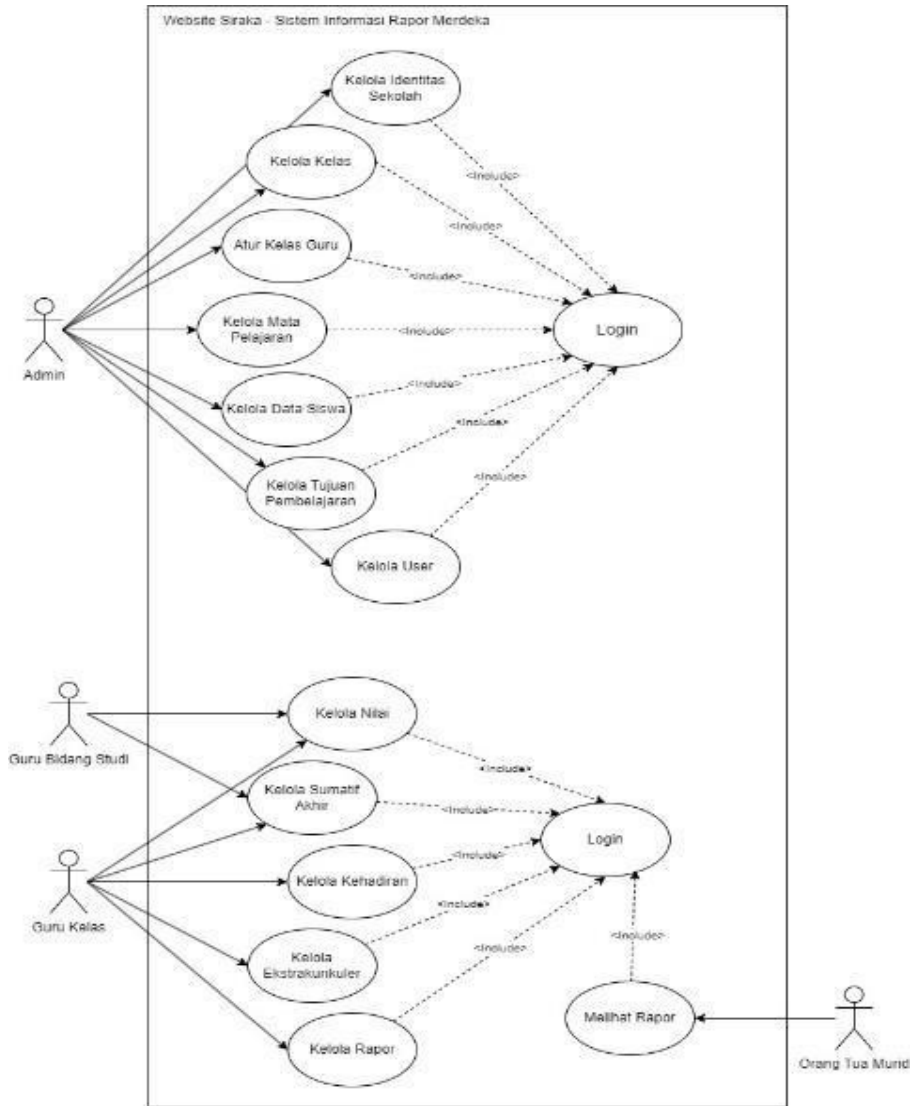 Website Siraka - Sistem Informasi Rapor Merdeka
Kelola Identitas
Sekolah
<Include>
Kelola Kelas
<Include>
Atur Kelas Guru
<Include>
Admin
Kelola Mata
Pelajaran
<Include>
Login
Kelola Data Siswa
<Include>
<Include>
Kelola Tujuan
Pembelajaran
<Include>
Kelola User
Guru Bidang Studi
Kelola Nilai
<Include>
Kelola Sumatif
Akhir
<Include>
Login
Guru Kelas
Kelola Kehadiran
<Include>
<Include>
Kelola
Ekstrakurikuler
<Include>
<Include>
Kelola Rapor
Melihat Rapor
Orang Tua Murid